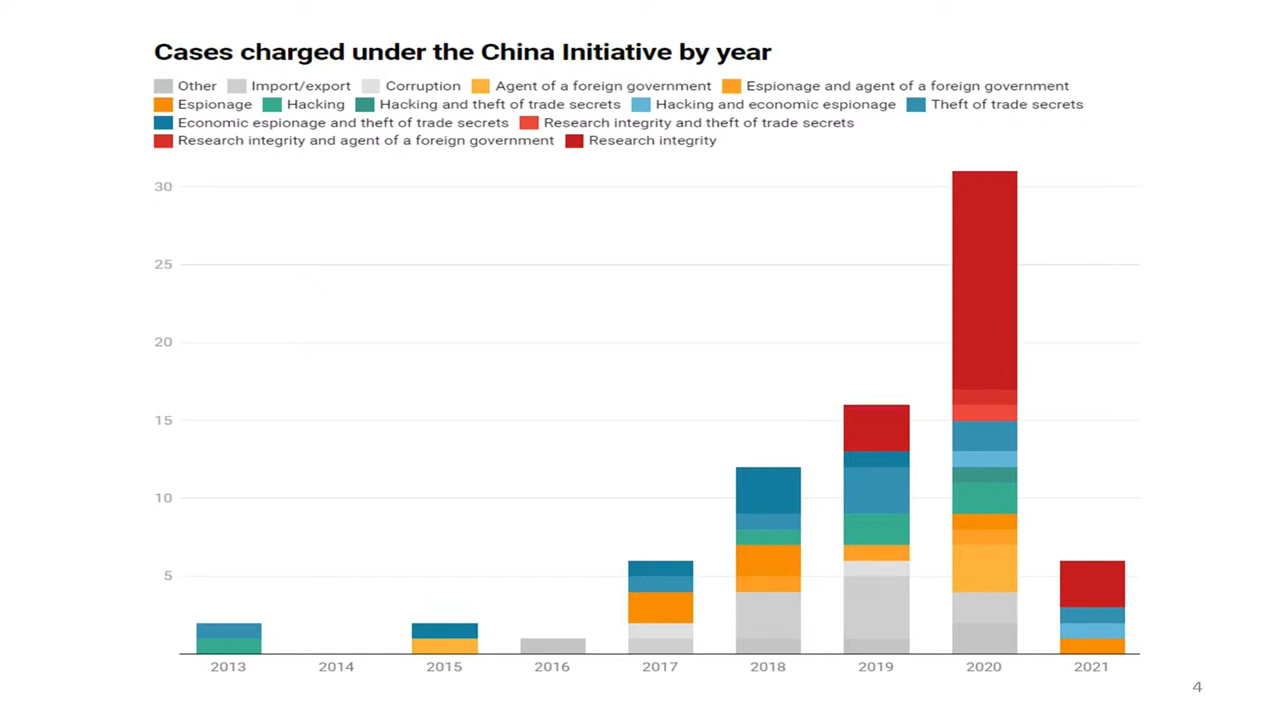 Cases charged under the China Initiative by year
Other Import/export Corruption Agent of a foreign government Espionage and agent of a foreign government
Espionage Hacking Hacking and theft of trade secrets Hacking and economic espionage Theft of trade secrets
Economic espionage and theft of trade secrets Research integrity and theft of trade secrets
Research integrity and agent of a foreign government Research integrity
30
25
20
15
10
5
2013 2014 2015 2016 2017 2018 2019 2020 2021
4